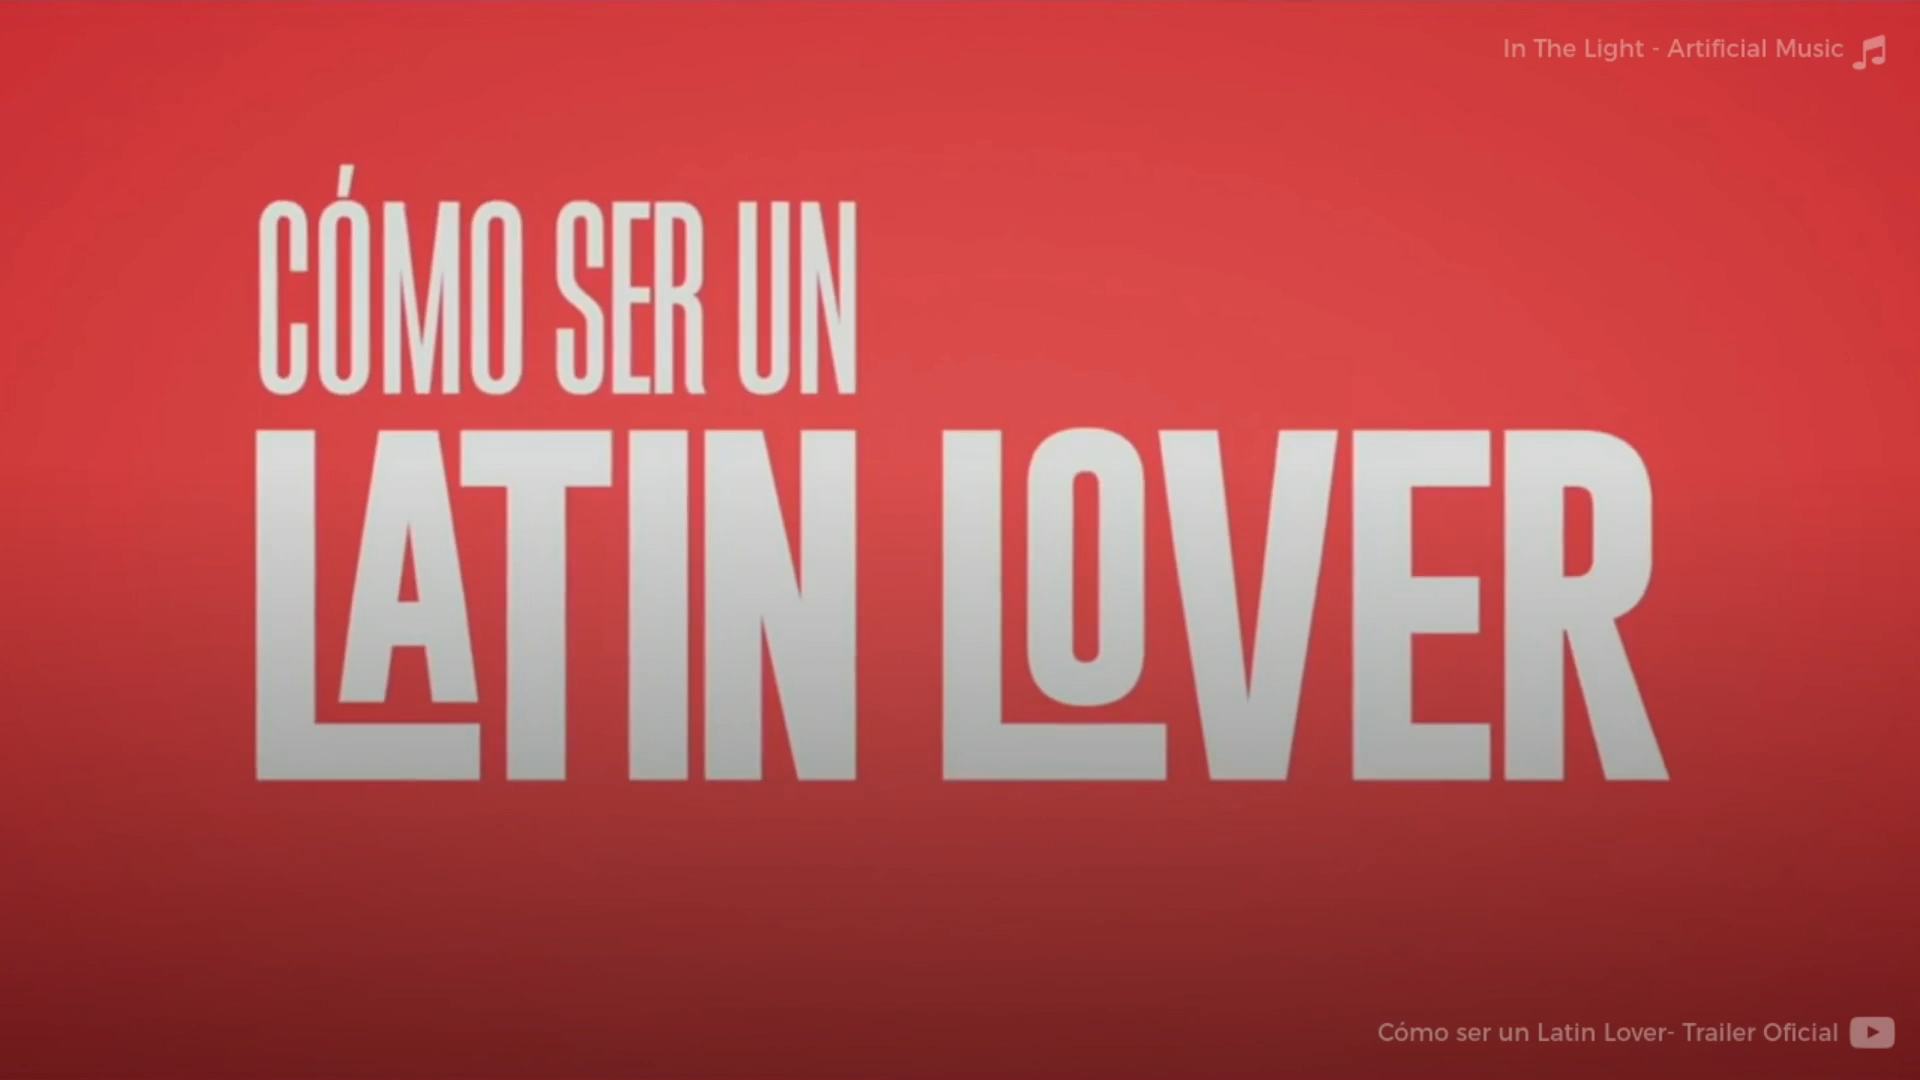 In The Light - Artificial Music
CÓMO SER UN
LATIN LOVER
Cómo ser un Latin Lover- Trailer Oficial